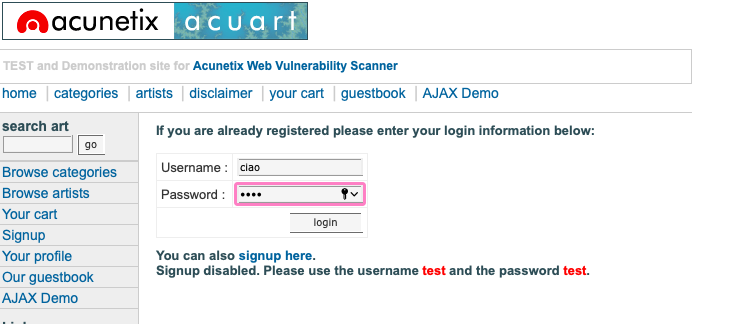 acunetix acuart
TEST and Demonstration site for Acunetix Web Vulnerability Scanner
home | categories | artists | disclaimer | your cart | guestbook | AJAX Demo
search art
go
Browse categories
Browse artists
Your cart
Signup
Your profile
Our guestbook
AJAX Demo
If you are already registered please enter your login information below:
Username : ciao
Password : ••••
login
You can also signup here.
Signup disabled. Please use the username test and the password test.